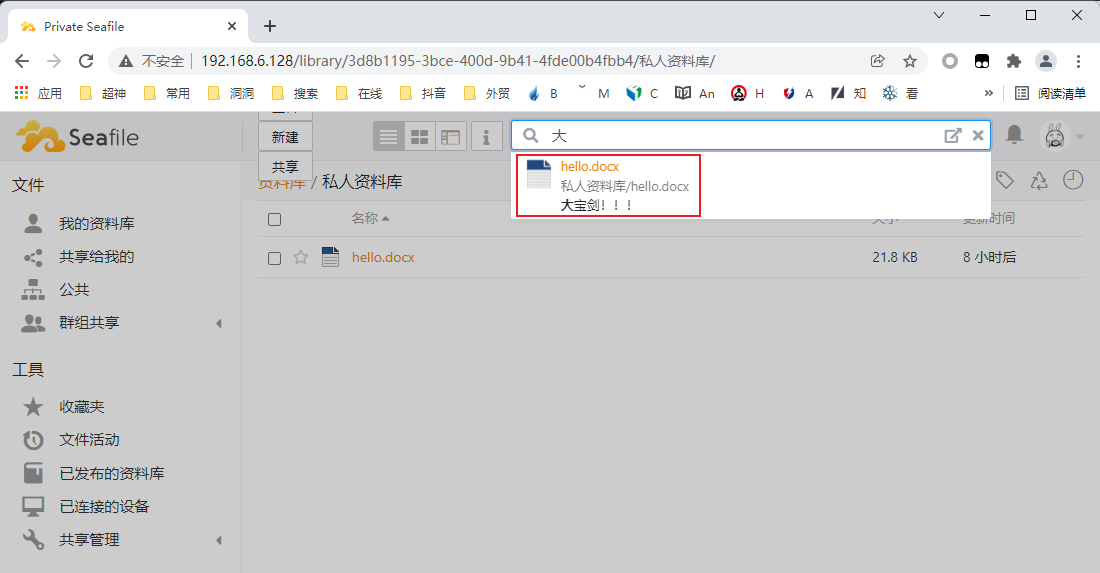 Private Seafile
不安全 192.168.6.128/library/3d8b1195-3bce-400d-9b41-4fde00b4fbb4/私人资料库/
应用 超神 常用 洞洞 搜索 在线 抖音 外贸 B M C An H A 知 看 » 阅读清单
Seafile
新建
共享
大
hello.docx
私人资料库/hello.docx
大宝剑！！！
文件
资料库 / 私人资料库
我的资料库
共享给我的
公共
群组共享
工具
收藏夹
文件活动
已发布的资料库
已连接的设备
共享管理
名称 大小 更新时间
hello.docx 21.8 KB 8 小时后